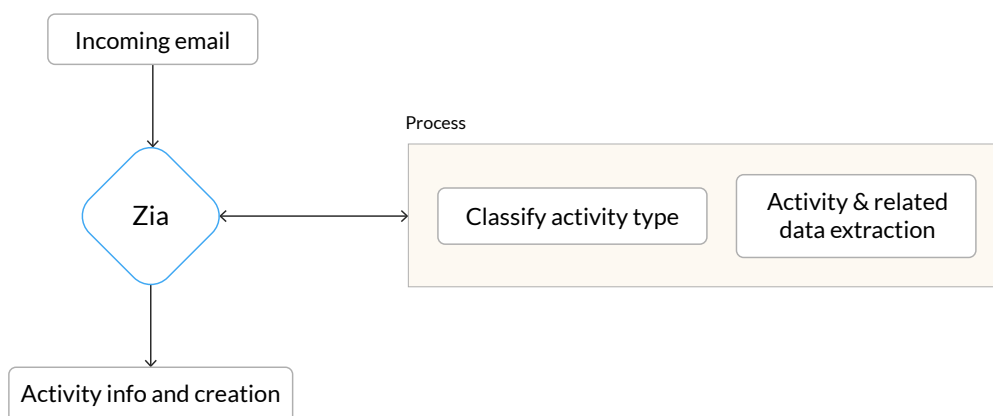 Incoming email
Process
Zia
Classify activity type
Activity & related
data extraction
Activity info and creation